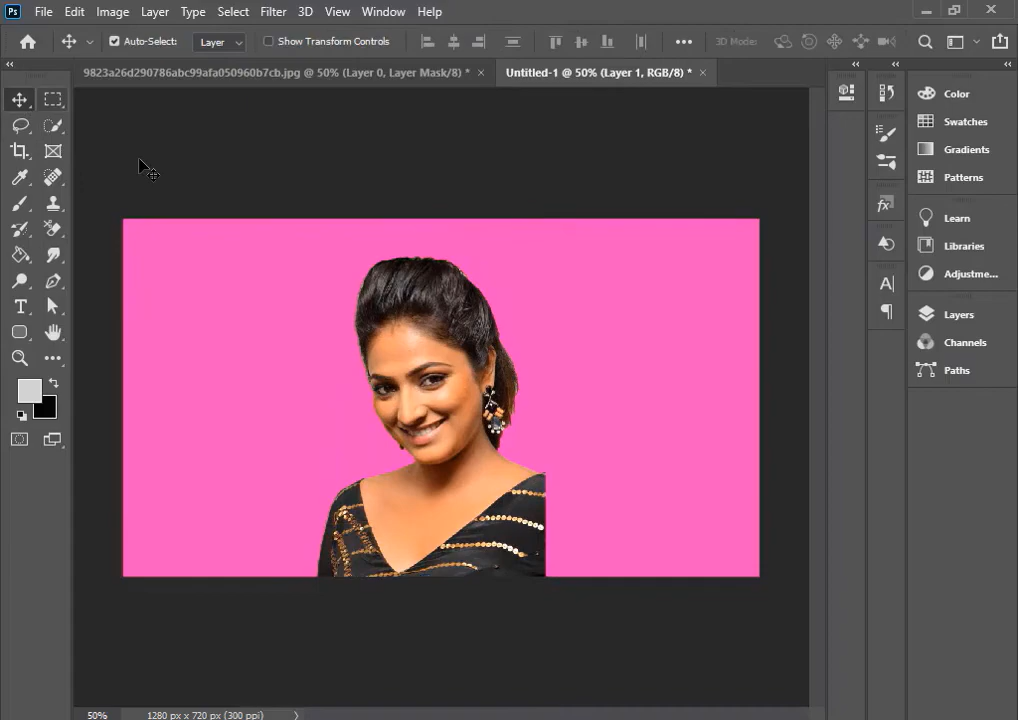 Ps File Edit Image Layer Type Select Filter 3D View Window Help
Auto-Select: Layer Show Transform Controls 3D Mode:
9823a26d290786abc99afa050960b7cb.jpg @ 50% (Layer 0, Layer Mask/8) * × Untitled-1 @ 50% (Layer 1, RGB/8) * ×
Color
Swatches
Gradients
Patterns
Learn
Libraries
Adjustme...
Layers
Channels
Paths
50% 1280 px x 720 px (300 ppi)